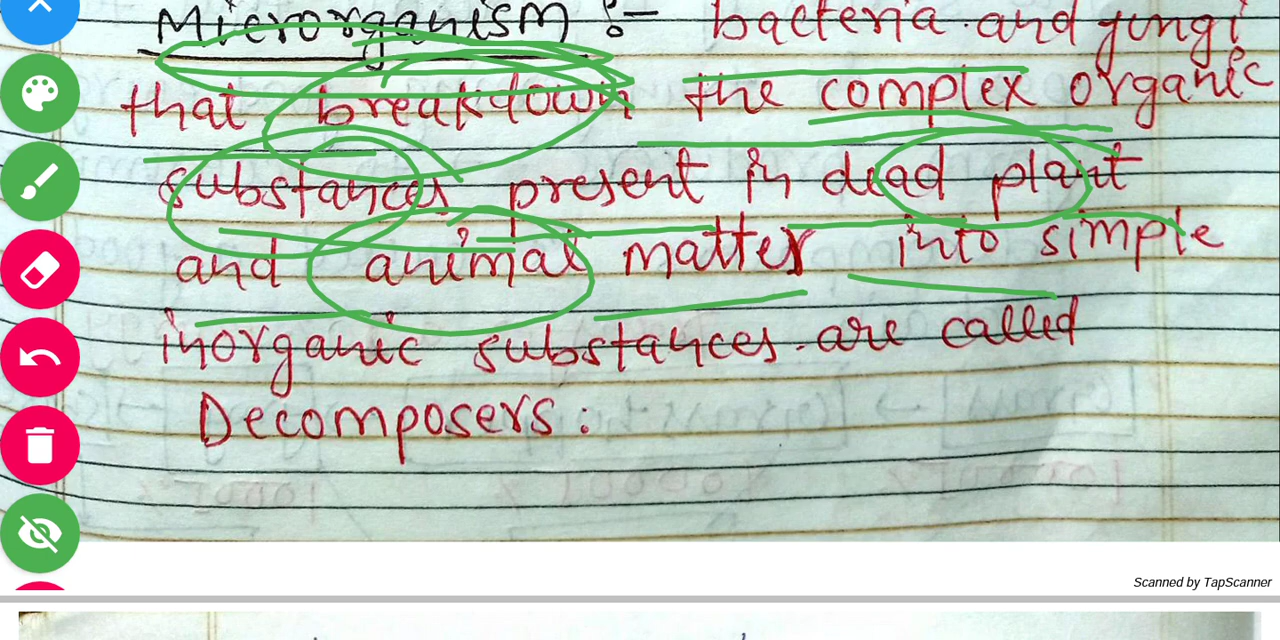 Microrganism :- bacteria and fungi
that breakdown the complex organic
substances present in dead plant
and animal matter into simple
inorganic substances are called
Decomposers :
Scanned by TapScanner